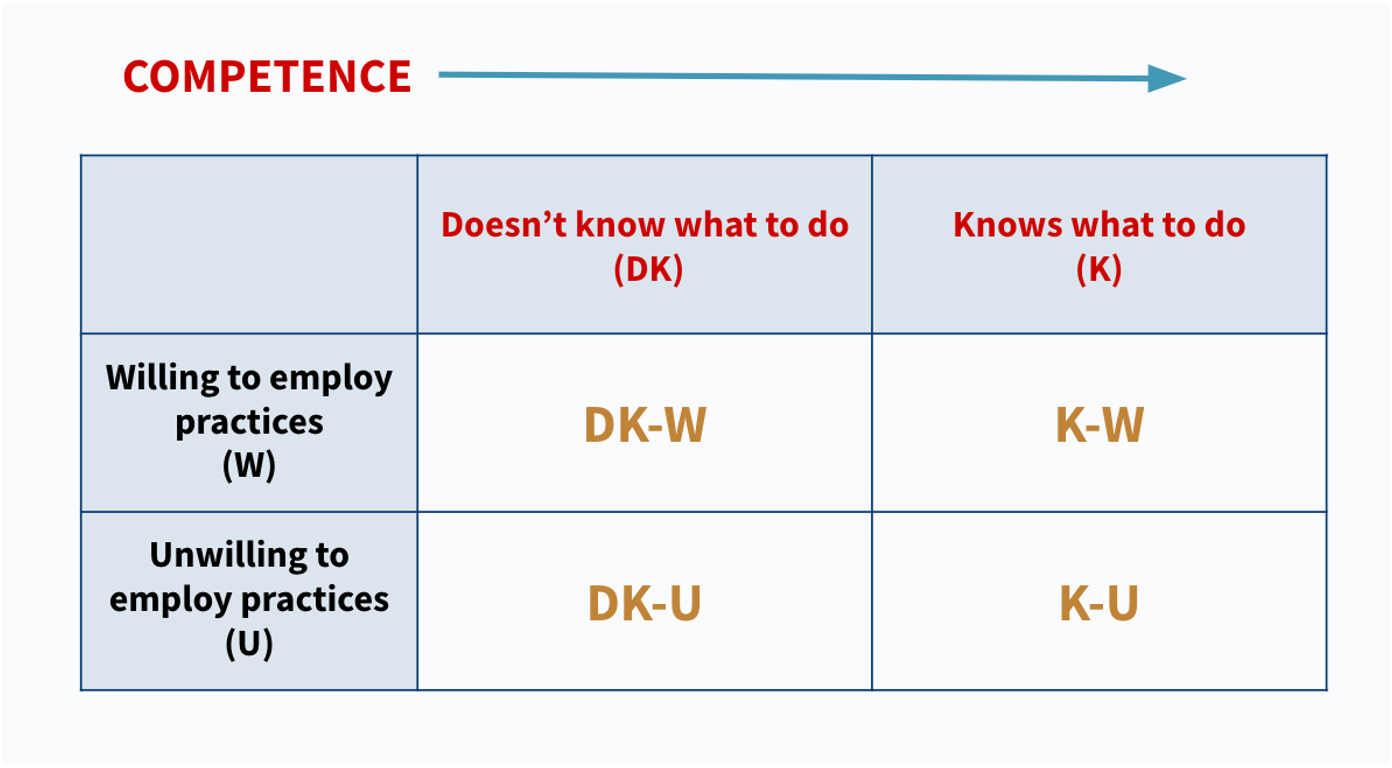 COMPETENCE
Doesn’t know what to do
(DK)
Knows what to do
(K)
Willing to employ
practices
(W)
DK-W
K-W
Unwilling to
employ practices
(U)
DK-U
K-U